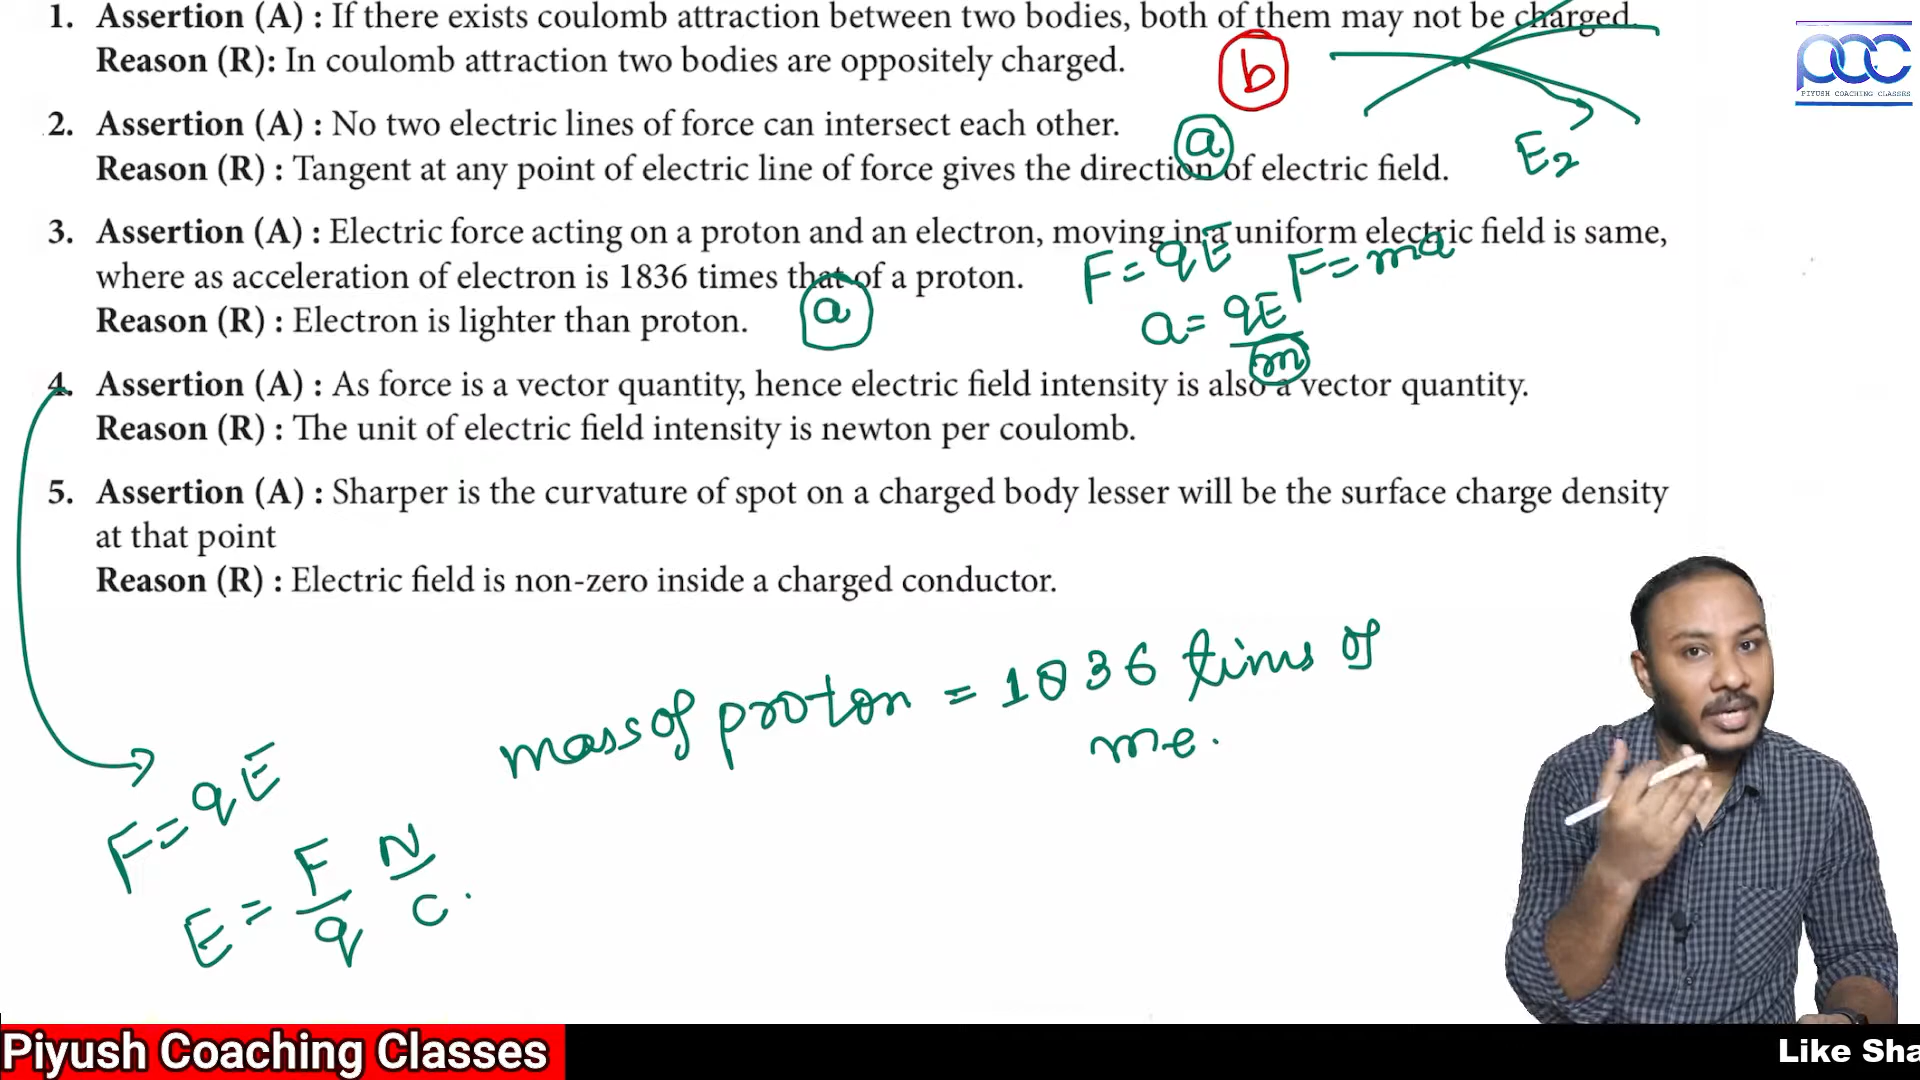 1. Assertion (A) : If there exists coulomb attraction between two bodies, both of them may not be charged.
Reason (R): In coulomb attraction two bodies are oppositely charged.
b
PCC
PIYUSH COACHING CLASSES
2. Assertion (A) : No two electric lines of force can intersect each other.
a
E2
Reason (R) : Tangent at any point of electric line of force gives the direction of electric field.
3. Assertion (A) : Electric force acting on a proton and an electron, moving in a uniform electric field is same,
where as acceleration of electron is 1836 times that of a proton.
F = qE F = ma
Reason (R) : Electron is lighter than proton.
a
a = qE
m
4. Assertion (A) : As force is a vector quantity, hence electric field intensity is also a vector quantity.
Reason (R) : The unit of electric field intensity is newton per coulomb.
5. Assertion (A) : Sharper is the curvature of spot on a charged body lesser will be the surface charge density
at that point
Reason (R) : Electric field is non-zero inside a charged conductor.
mass of proton = 1836 tims of
me.
F = qE
E = F N
q C.
Piyush Coaching Classes
Like Sha